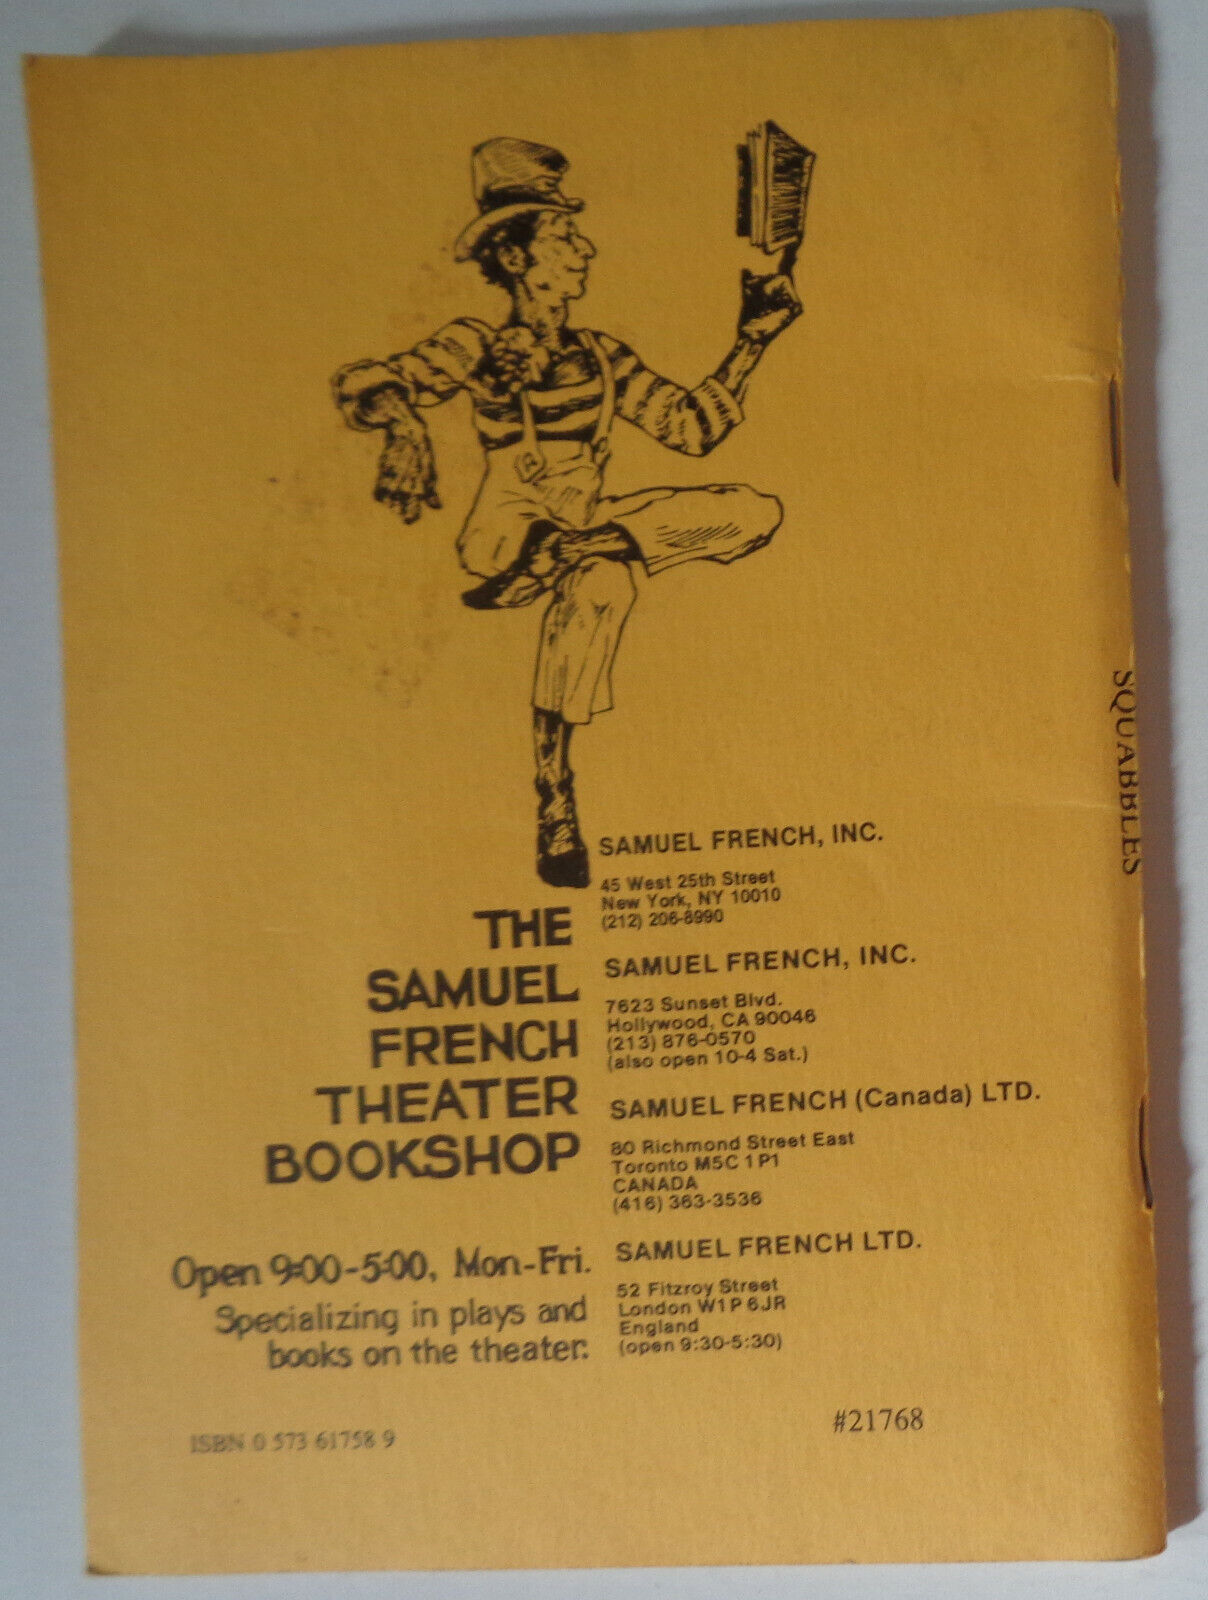 THE
SAMUEL
FRENCH
THEATER
BOOKSHOP
Open 9:00-5:00, Mon-Fri.
Specializing in plays and
books on the theater.
SAMUEL FRENCH, INC.
45 West 25th Street
New York, NY 10010
(212) 206-8990
SAMUEL FRENCH, INC.
7623 Sunset Blvd.
Hollywood, CA 90046
(213) 876-0570
(also open 10-4 Sat.)
SAMUEL FRENCH (Canada) LTD.
80 Richmond Street East
Toronto M5C 1P1
CANADA
(416) 363-3536
SAMUEL FRENCH LTD.
52 Fitzroy Street
London W1P 6JR
England
(open 9:30-5:30)
ISBN 0 573 61758 9
#21768
SQUABBLES